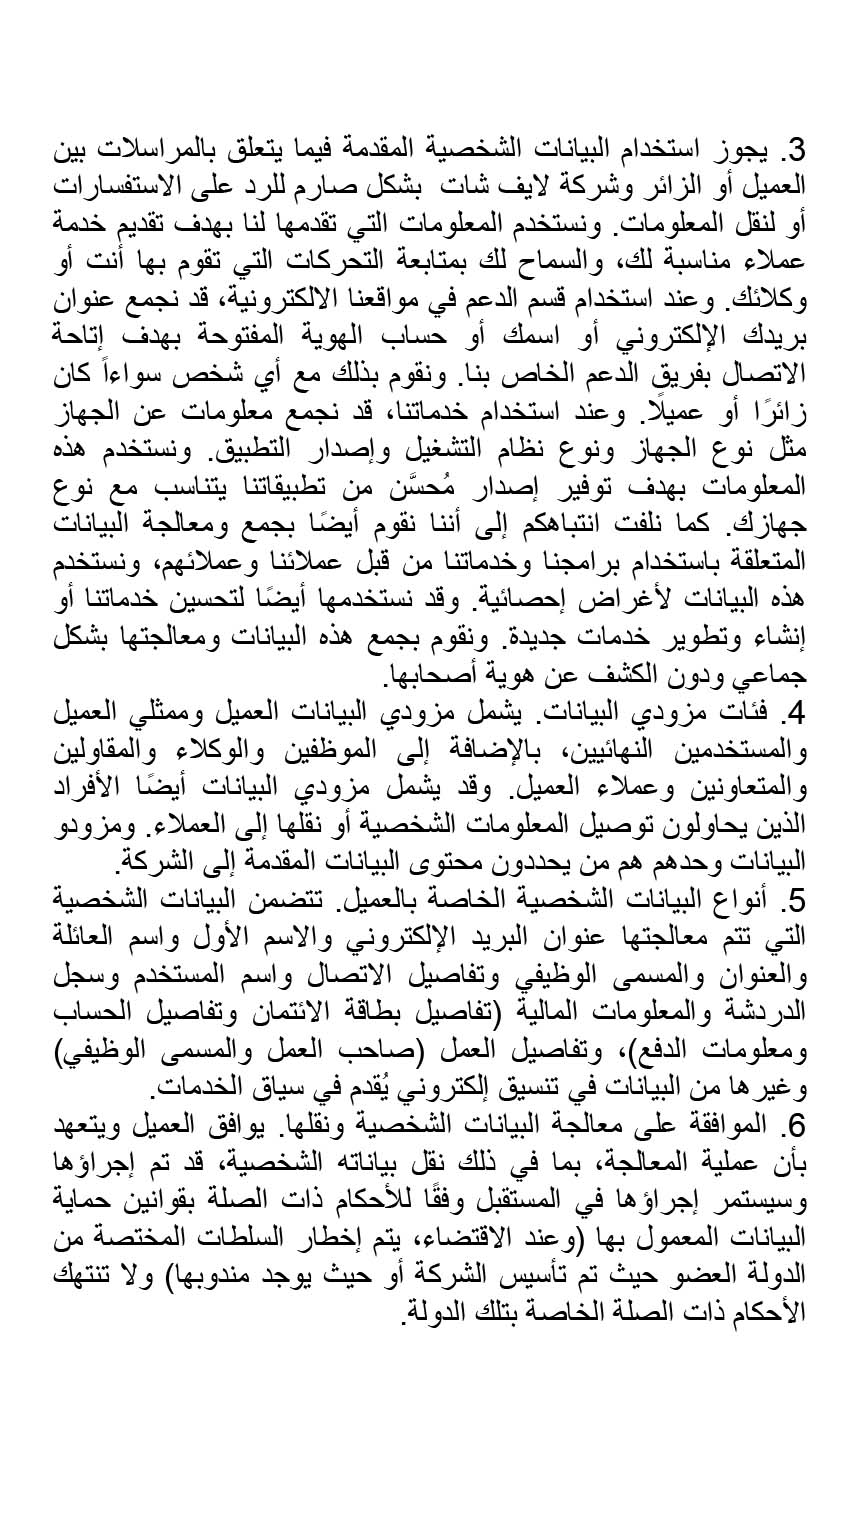 3. يجوز استخدام البيانات الشخصية المقدمة فيما يتعلق بالمراسلات بين
العميل أو الزائر وشركة لايف شات بشكل صارم للرد على الاستفسارات
أو لنقل المعلومات. ونستخدم المعلومات التي تقدمها لنا بهدف تقديم خدمة
عملاء مناسبة لك، والسماح لك بمتابعة التحركات التي تقوم بها أنت أو
وكلائك. وعند استخدام قسم الدعم في مواقعنا الالكترونية، قد نجمع عنوان
بريدك الإلكتروني أو اسمك أو حساب الهوية المفتوحة بهدف إتاحة
الاتصال بفريق الدعم الخاص بنا. ونقوم بذلك مع أي شخص سواءاً كان
زائرًا أو عميلًا. وعند استخدام خدماتنا، قد نجمع معلومات عن الجهاز
مثل نوع الجهاز ونوع نظام التشغيل وإصدار التطبيق. ونستخدم هذه
المعلومات بهدف توفير إصدار مُحسَّن من تطبيقاتنا يتناسب مع نوع
جهازك. كما نلفت انتباهكم إلى أننا نقوم أيضًا بجمع ومعالجة البيانات
المتعلقة باستخدام برامجنا وخدماتنا من قبل عملائنا وعملائهم، ونستخدم
هذه البيانات لأغراض إحصائية. وقد نستخدمها أيضًا لتحسين خدماتنا أو
إنشاء وتطوير خدمات جديدة. ونقوم بجمع هذه البيانات ومعالجتها بشكل
جماعي ودون الكشف عن هوية أصحابها.
4. فئات مزودي البيانات. يشمل مزودي البيانات العميل وممثلي العميل
والمستخدمين النهائيين، بالإضافة إلى الموظفين والوكلاء والمقاولين
والمتعاونين وعملاء العميل. وقد يشمل مزودي البيانات أيضًا الأفراد
الذين يحاولون توصيل المعلومات الشخصية أو نقلها إلى العملاء. ومزودو
البيانات وحدهم هم من يحددون محتوى البيانات المقدمة إلى الشركة.
5. أنواع البيانات الشخصية الخاصة بالعميل. تتضمن البيانات الشخصية
التي تتم معالجتها عنوان البريد الإلكتروني والاسم الأول واسم العائلة
والعنوان والمسمى الوظيفي وتفاصيل الاتصال واسم المستخدم وسجل
الدردشة والمعلومات المالية (تفاصيل بطاقة الائتمان وتفاصيل الحساب
ومعلومات الدفع)، وتفاصيل العمل (صاحب العمل والمسمى الوظيفي)
وغيرها من البيانات في تنسيق إلكتروني يُقدم في سياق الخدمات.
6. الموافقة على معالجة البيانات الشخصية ونقلها. يوافق العميل ويتعهد
بأن عملية المعالجة، بما في ذلك نقل بياناته الشخصية، قد تم إجراؤها
وسيستمر إجراؤها في المستقبل وفقًا للأحكام ذات الصلة بقوانين حماية
البيانات المعمول بها (وعند الاقتضاء، يتم إخطار السلطات المختصة من
الدولة العضو حيث تم تأسيس الشركة أو حيث يوجد مندوبها) ولا تنتهك
الأحكام ذات الصلة الخاصة بتلك الدولة.